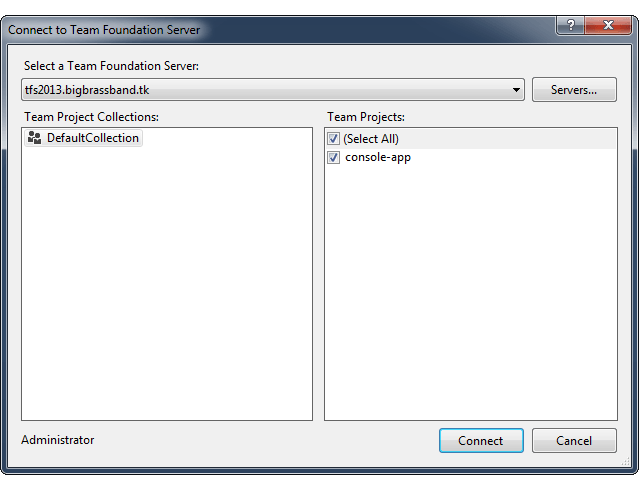 Connect to Team Foundation Server
?
Select a Team Foundation Server:
tfs2013.bigbrassband.tk
Servers...
Team Project Collections:
Team Projects:
DefaultCollection
(Select All)
console-app
Administrator
Connect
Cancel